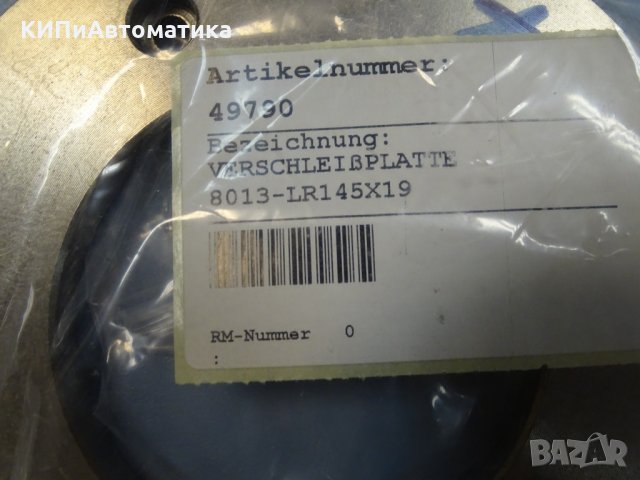 КИПиАвтоматика
Artikelnummer:
49790
Bezeichnung:
VERSCHLEIßPLATTE
8013-LR145X19
RM-Nummer 0
:
BAZAR